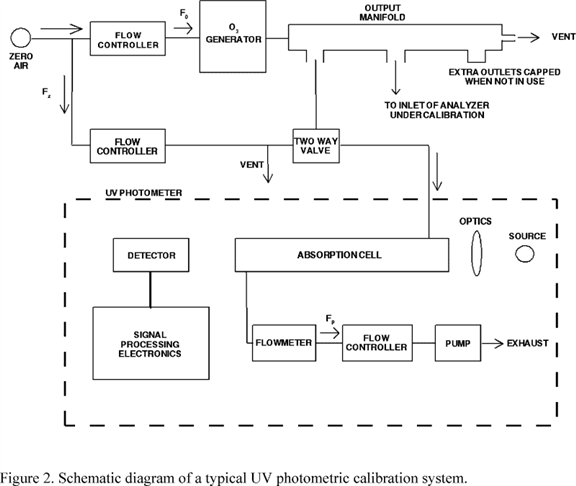 ZERO
AIR
FLOW
CONTROLLER
F0
O3
GENERATOR
OUTPUT
MANIFOLD
VENT
EXTRA OUTLETS CAPPED
WHEN NOT IN USE
TO INLET OF ANALYZER
UNDER CALIBRATION
Fz
FLOW
CONTROLLER
VENT
TWO WAY
VALVE
UV PHOTOMETER
OPTICS
SOURCE
DETECTOR
ABSORPTION CELL
SIGNAL
PROCESSING
ELECTRONICS
FLOWMETER
Fp
FLOW
CONTROLLER
PUMP
EXHAUST
Figure 2. Schematic diagram of a typical UV photometric calibration system.